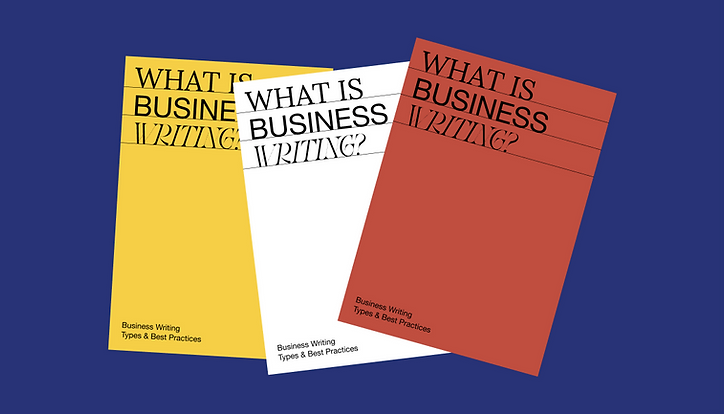 WHAT IS
BUSINE
WRITING?
Business Writing
Types & Best Practices
WHAT IS
BUSINESS
WRITING?
Business Writing
Types & Best Practices
WHAT IS
BUSINESS
WRITING?
Business Writing
Types & Best Practices